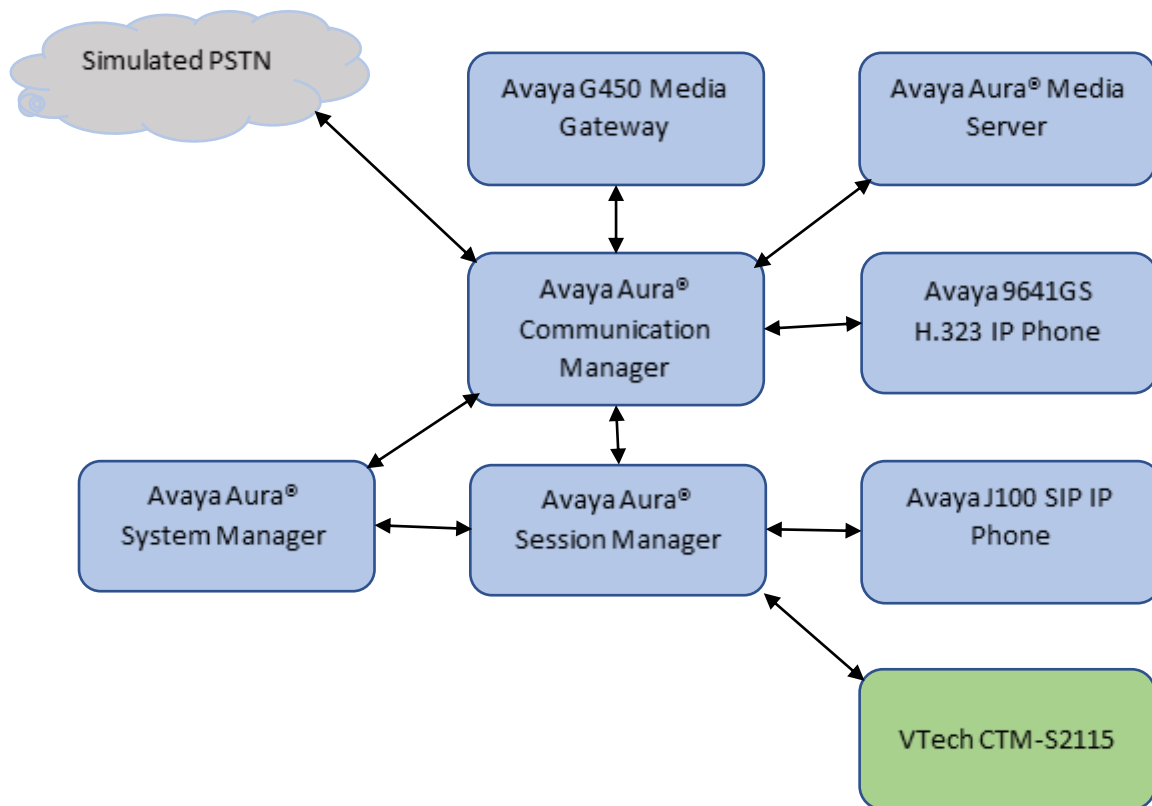 Simulated PSTN
Avaya G450 Media
Gateway
Avaya Aura® Media
Server
Avaya Aura®
Communication
Manager
Avaya 9641GS
H.323 IP Phone
Avaya Aura®
System Manager
Avaya Aura®
Session Manager
Avaya J100 SIP IP
Phone
VTech CTM-S2115